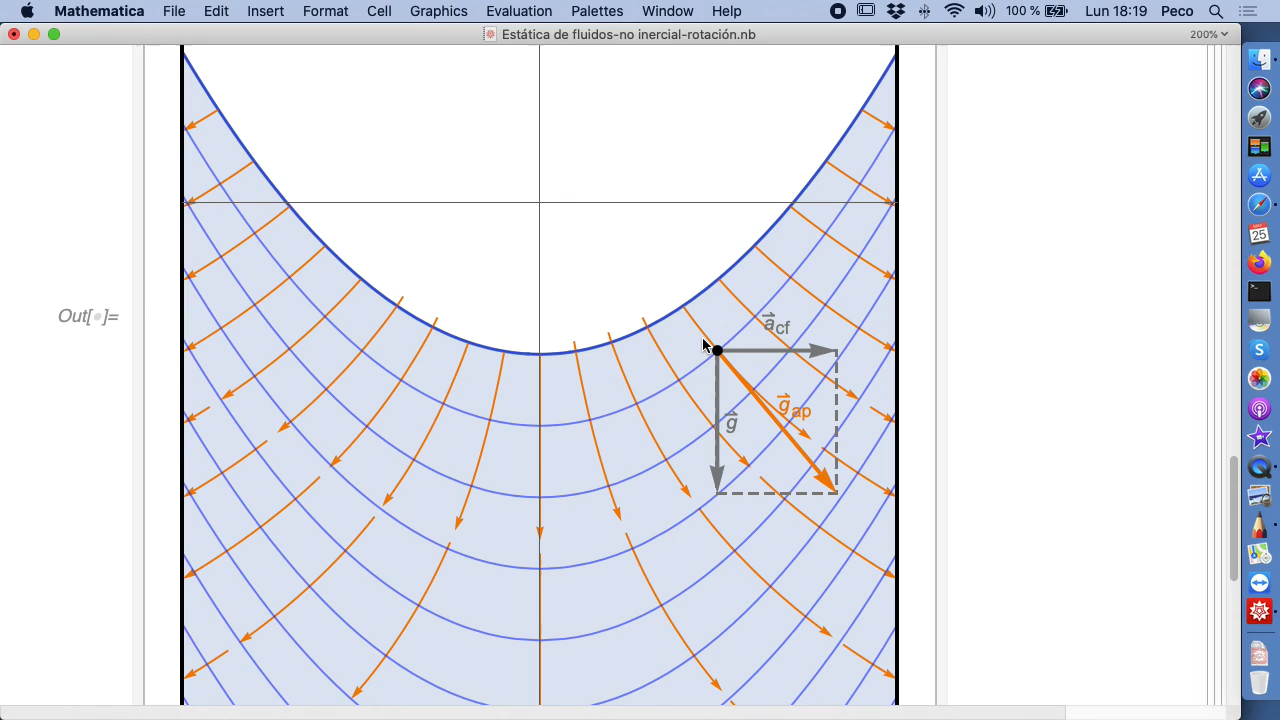 Mathematica File Edit Insert Format Cell Graphics Evaluation Palettes Window Help 100 % Lun 18:19 Peco
Estática de fluidos-no inercial-rotación.nb 200%
Out[ ]=
a⃗cf
g⃗ap
g⃗
25